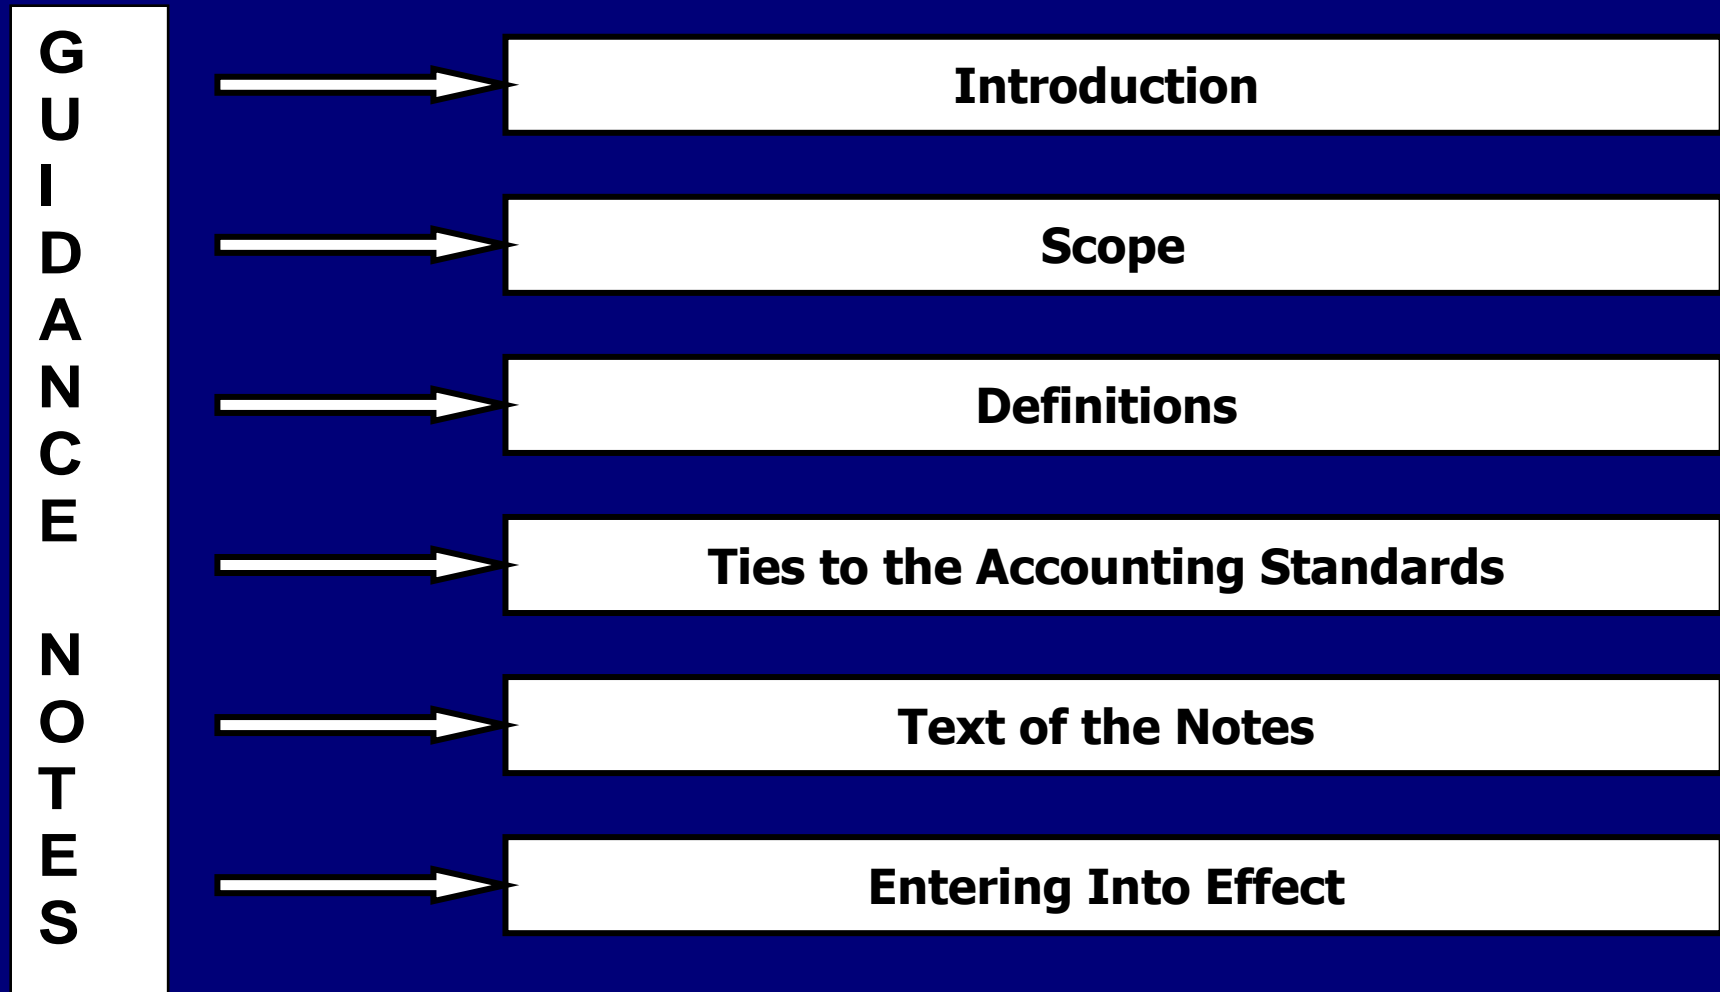 GUIDANCE NOTES
Introduction
Scope
Definitions
Ties to the Accounting Standards
Text of the Notes
Entering Into Effect